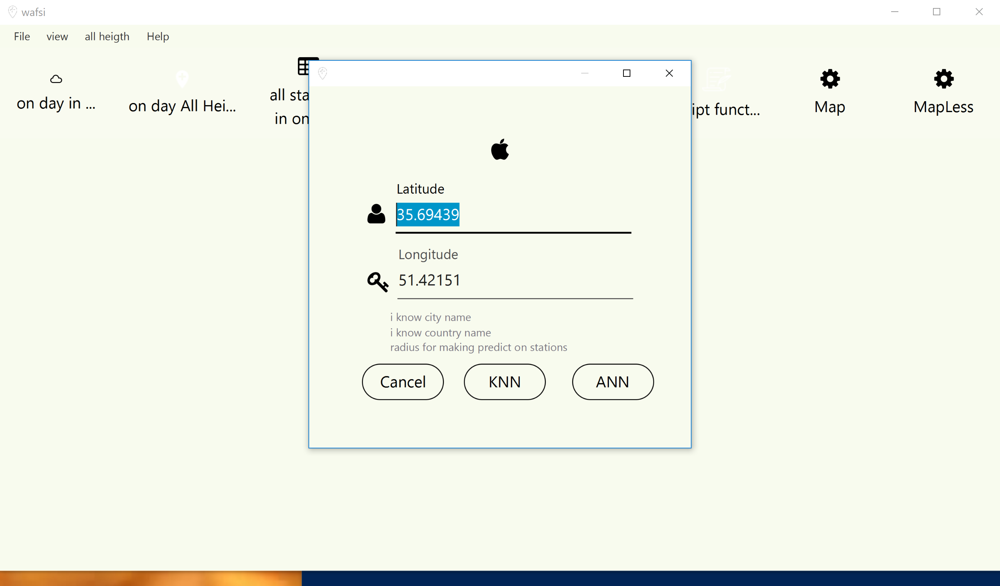 wafsi
File view all heigth Help
on day in ...
on day All Hei...
all sta
in on
ipt funct...
Map
MapLess
Latitude
35.69439
Longitude
51.42151
i know city name
i know country name
radius for making predict on stations
Cancel KNN ANN